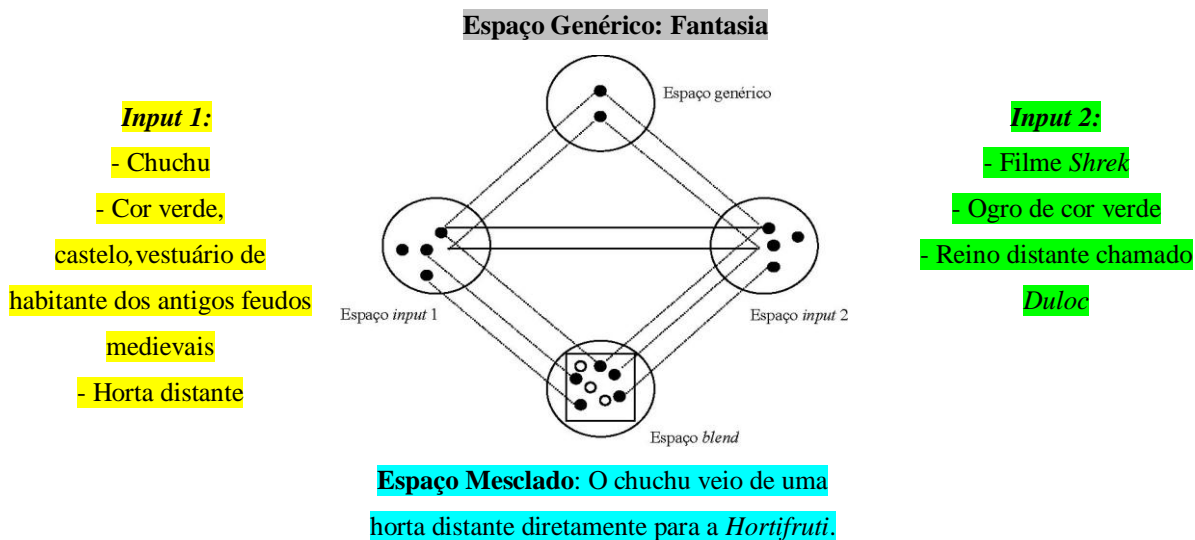 Espaço Genérico: Fantasia
Espaço genérico
Input 1:
- Chuchu
- Cor verde,
castelo,vestuário de
habitante dos antigos feudos
medievais
- Horta distante
Input 2:
- Filme Shrek
- Ogro de cor verde
- Reino distante chamado
Duloc
Espaço input 1
Espaço input 2
Espaço blend
Espaço Mesclado: O chuchu veio de uma
horta distante diretamente para a Hortifruti.